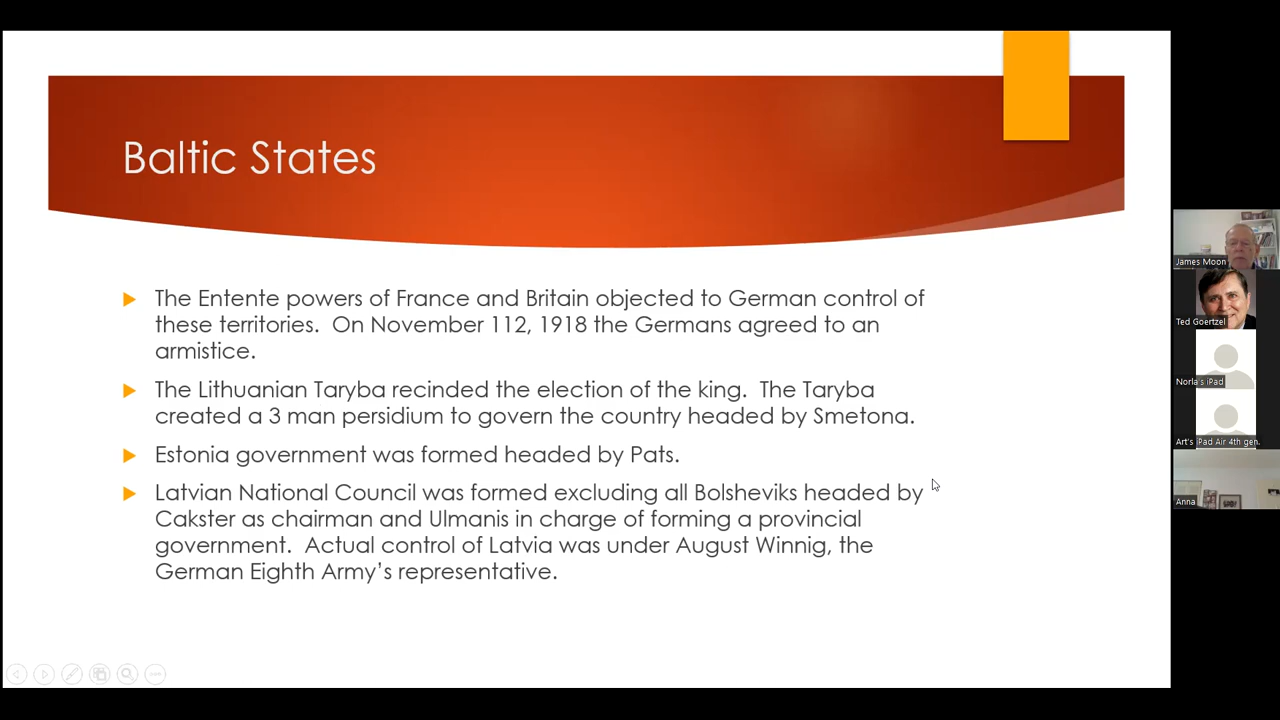 Baltic States
The Entente powers of France and Britain objected to German control of
these territories.  On November 112, 1918 the Germans agreed to an
armistice.
The Lithuanian Taryba recinded the election of the king.  The Taryba
created a 3 man persidium to govern the country headed by Smetona.
Estonia government was formed headed by Pats.
Latvian National Council was formed excluding all Bolsheviks headed by
Cakster as chairman and Ulmanis in charge of forming a provincial
government.  Actual control of Latvia was under August Winnig, the
German Eighth Army's representative.
James Moon
Ted Goertzel
Norla's iPad
Art's iPad Air 4th gen.
Anna